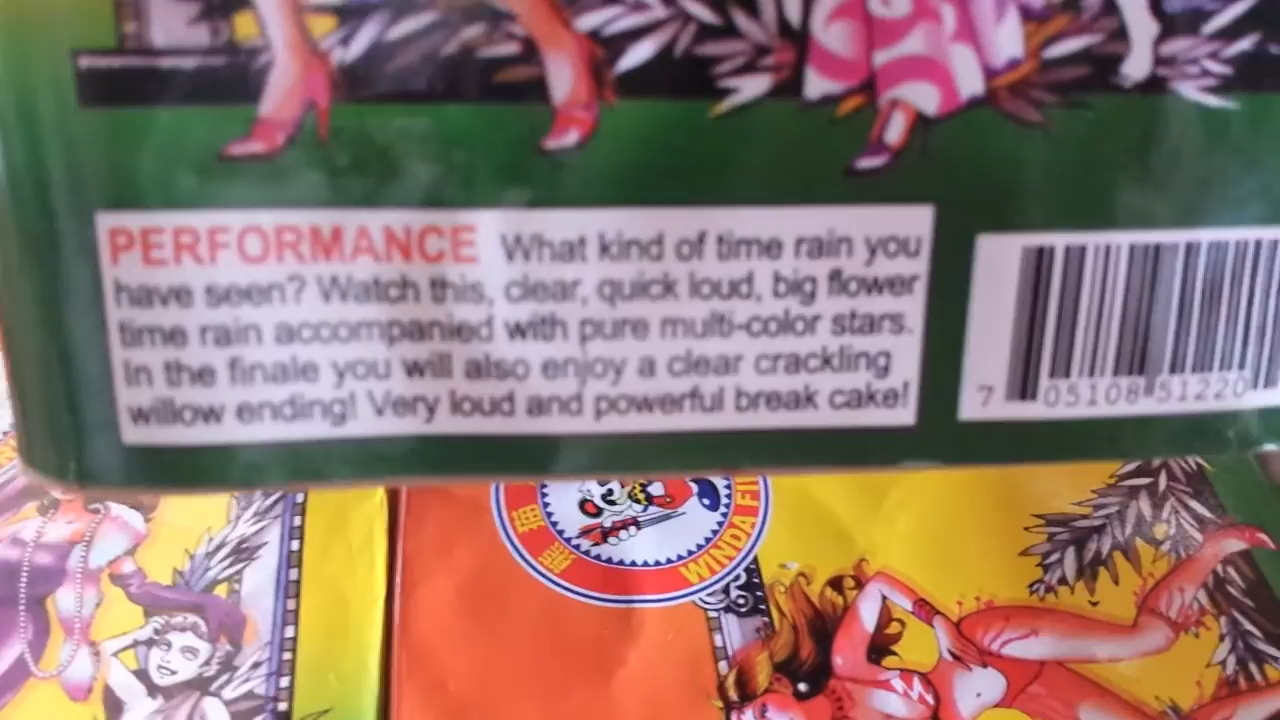 PERFORMANCE What kind of time rain you
have seen? Watch this, clear, quick loud, big flower
time rain accompanied with pure multi-color stars.
In the finale you will also enjoy a clear crackling
willow ending! Very loud and powerful break cake!
7 05108 51220
WINDA FI